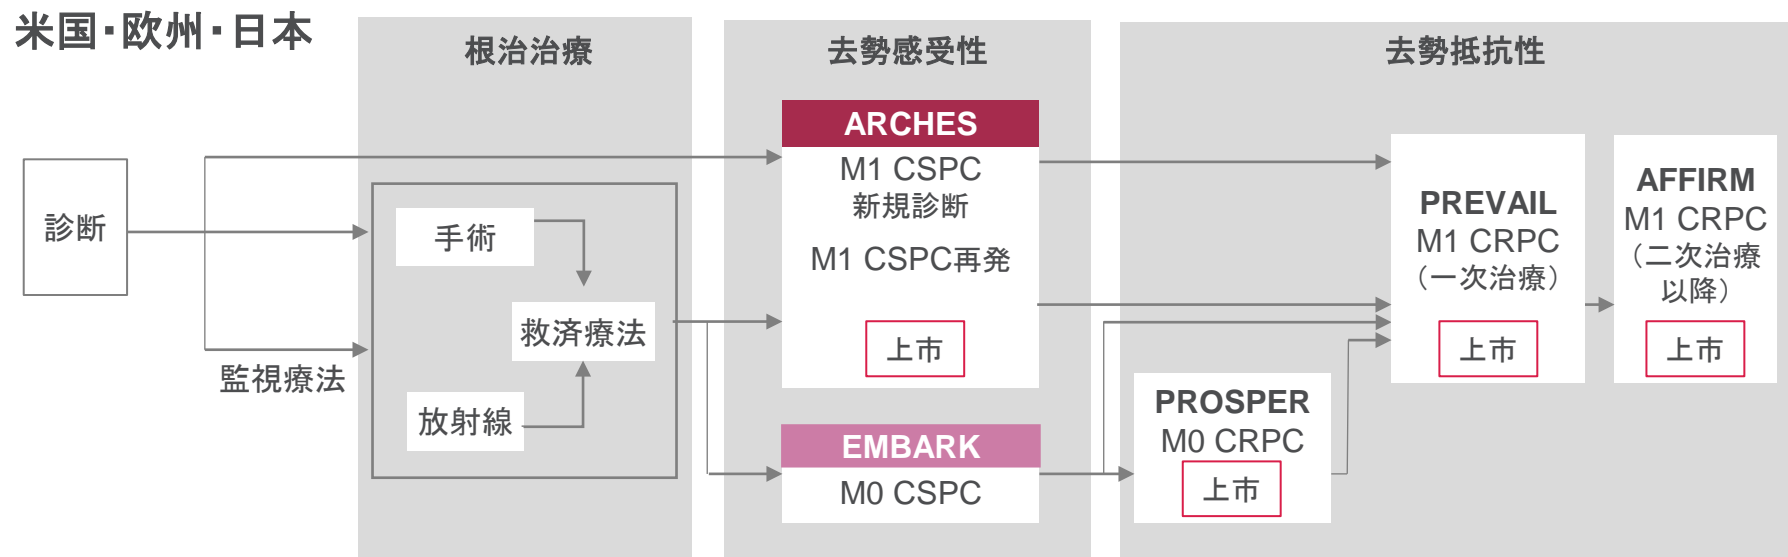 米国・欧州・日本
根治治療
去勢感受性
去勢抵抗性
診断
監視療法
手術
救済療法
放射線
ARCHES
M1 CSPC
新規診断
M1 CSPC再発
上市
EMBARK
M0 CSPC
PROSPER
M0 CRPC
上市
PREVAIL
M1 CRPC
（一次治療）
上市
AFFIRM
M1 CRPC
（二次治療
以降）
上市